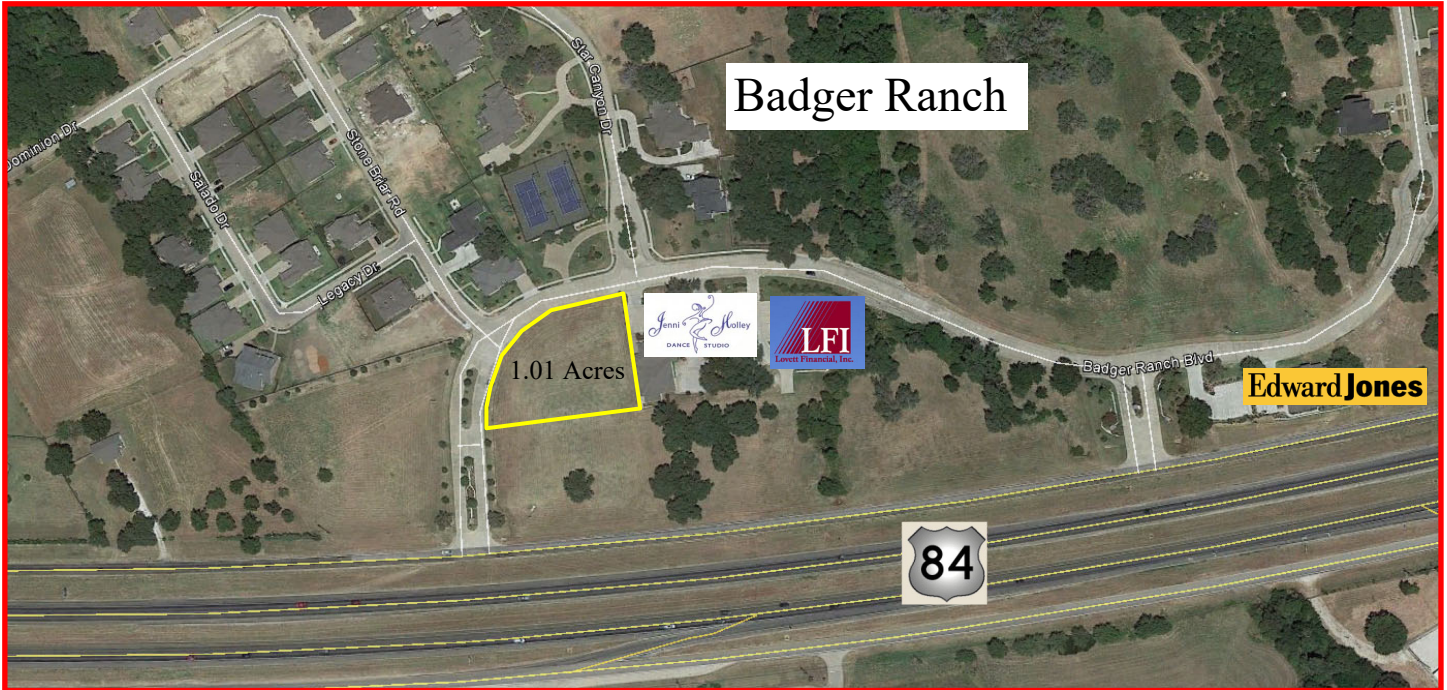 Star Canyon Dr
Badger Ranch
Dominion Dr
Stone Briar Rd
Salado Dr
Legacy Dr
Jenni Holley
DANCE STUDIO
LFI
Lovett Financial, Inc.
1.01 Acres
Badger Ranch Blvd
Edward Jones
84